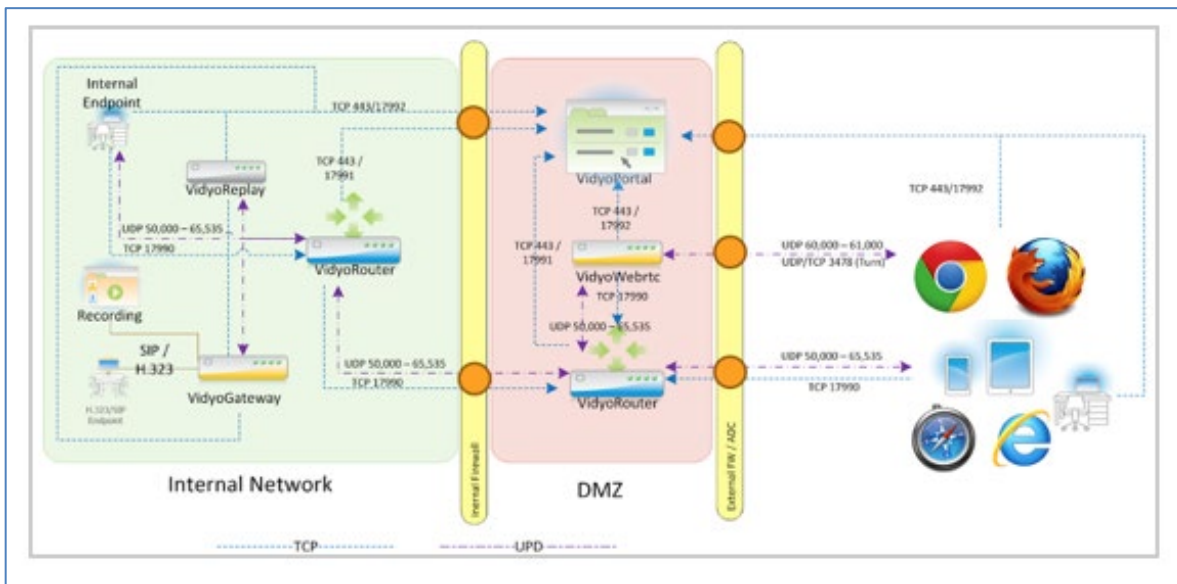 Internal
Endpoint
TCP 443/17992
VidyoReplay
TCP 443 /
17991
UDP 50,000 – 65,535
TCP 17990
VidyoRouter
Recording
SIP /
H.323
VidyoGateway
H.323/SIP
Endpoint
UDP 50,000 – 65,535
TCP 17990
Internal Network
Inernal Firewall
VidyoPortal
TCP 443 /
17992
TCP 443 /
17991
VidyoWebrtc
TCP 17990
UDP 50,000 – 65,535
VidyoRouter
DMZ
External FW / ADC
TCP 443/17992
UDP 60,000 – 61,000
UDP/TCP 3478 (Turn)
UDP 50,000 – 65,535
TCP 17990
TCP
UPD